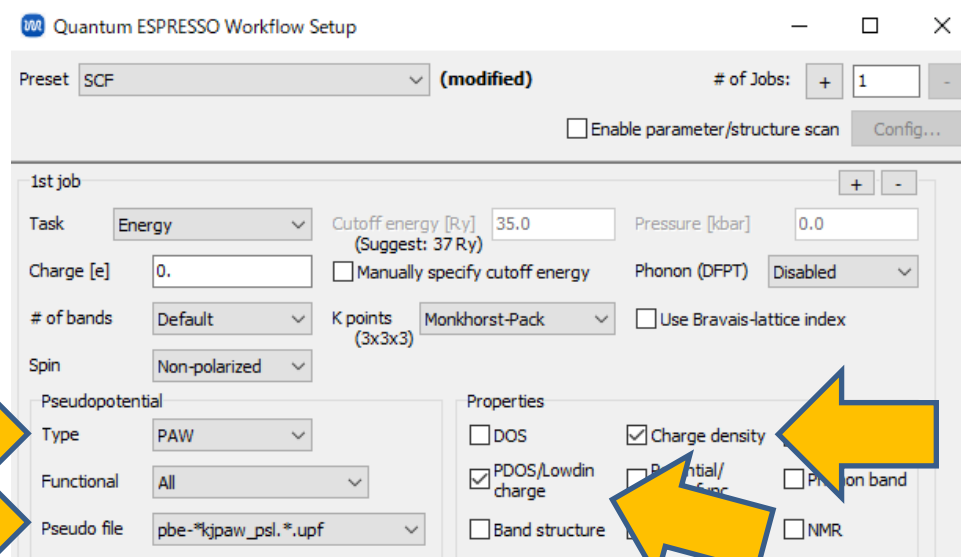 Quantum ESPRESSO Workflow Setup
Preset SCF (modified) # of Jobs: + 1 -
Enable parameter/structure scan Config...
1st job + -
Task Energy Cutoff energy [Ry] 35.0 Pressure [kbar] 0.0
(Suggest: 37 Ry)
Charge [e] 0. Manually specify cutoff energy Phonon (DFPT) Disabled
# of bands Default K points Monkhorst-Pack Use Bravais-lattice index
(3x3x3)
Spin Non-polarized
Pseudopotential Properties
Type PAW DOS Charge density
Functional All PDOS/Lowdin
charge band
Pseudo file pbe-*kjpaw_psl.*.upf Band structure NMR